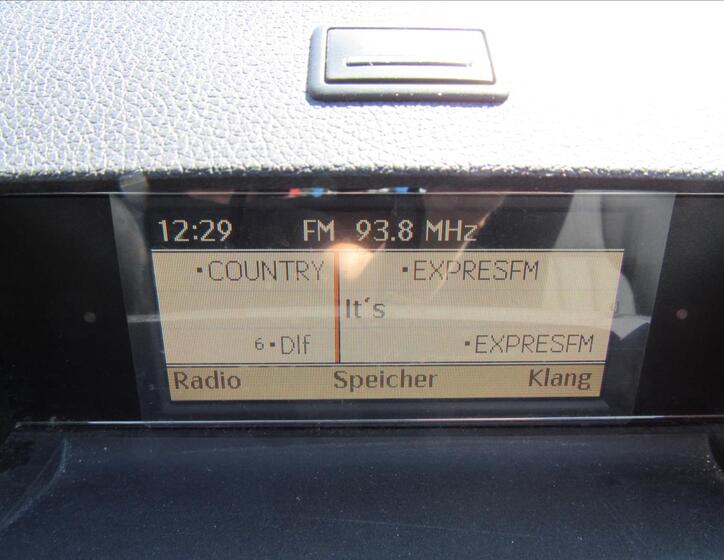 12:29 FM 93.8 MHz
•COUNTRY •EXPRESFM
It's
6•Dlf •EXPRESFM
Radio Speicher Klang